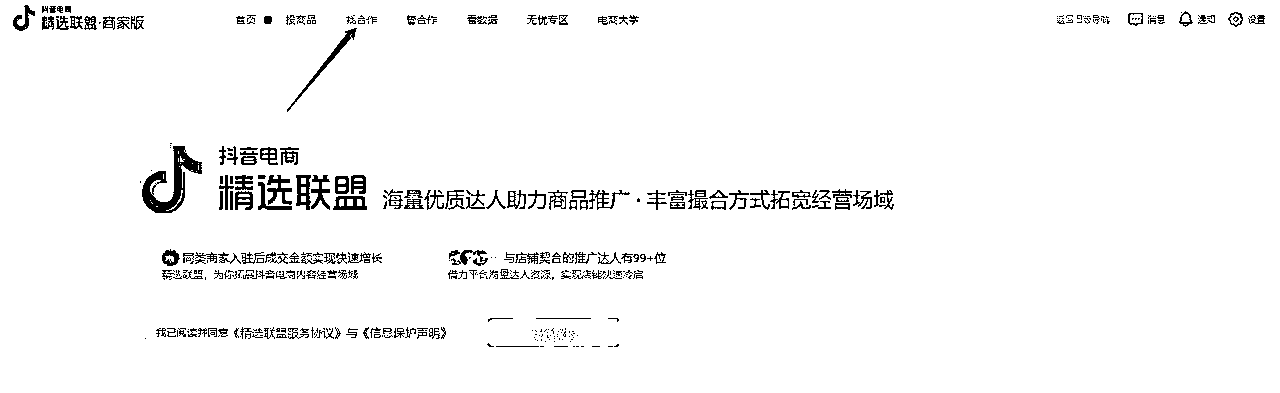 抖音电商
精选联盟·商家版
首页 投商品 找合作 管合作 看数据 无忧专区 电商大学
消息 通知 设置
抖音电商
精选联盟 海量优质达人助力商品推广·丰富撮合方式拓宽经营场域
同类商家入驻后成交金额实现快速增长
与店铺契合的推广达人有99+位
精选联盟，为你拓展抖音电商内容经营场域
借力平台海量达人资源，实现店铺快速冷启
我已阅读并同意《精选联盟服务协议》与《信息保护声明》